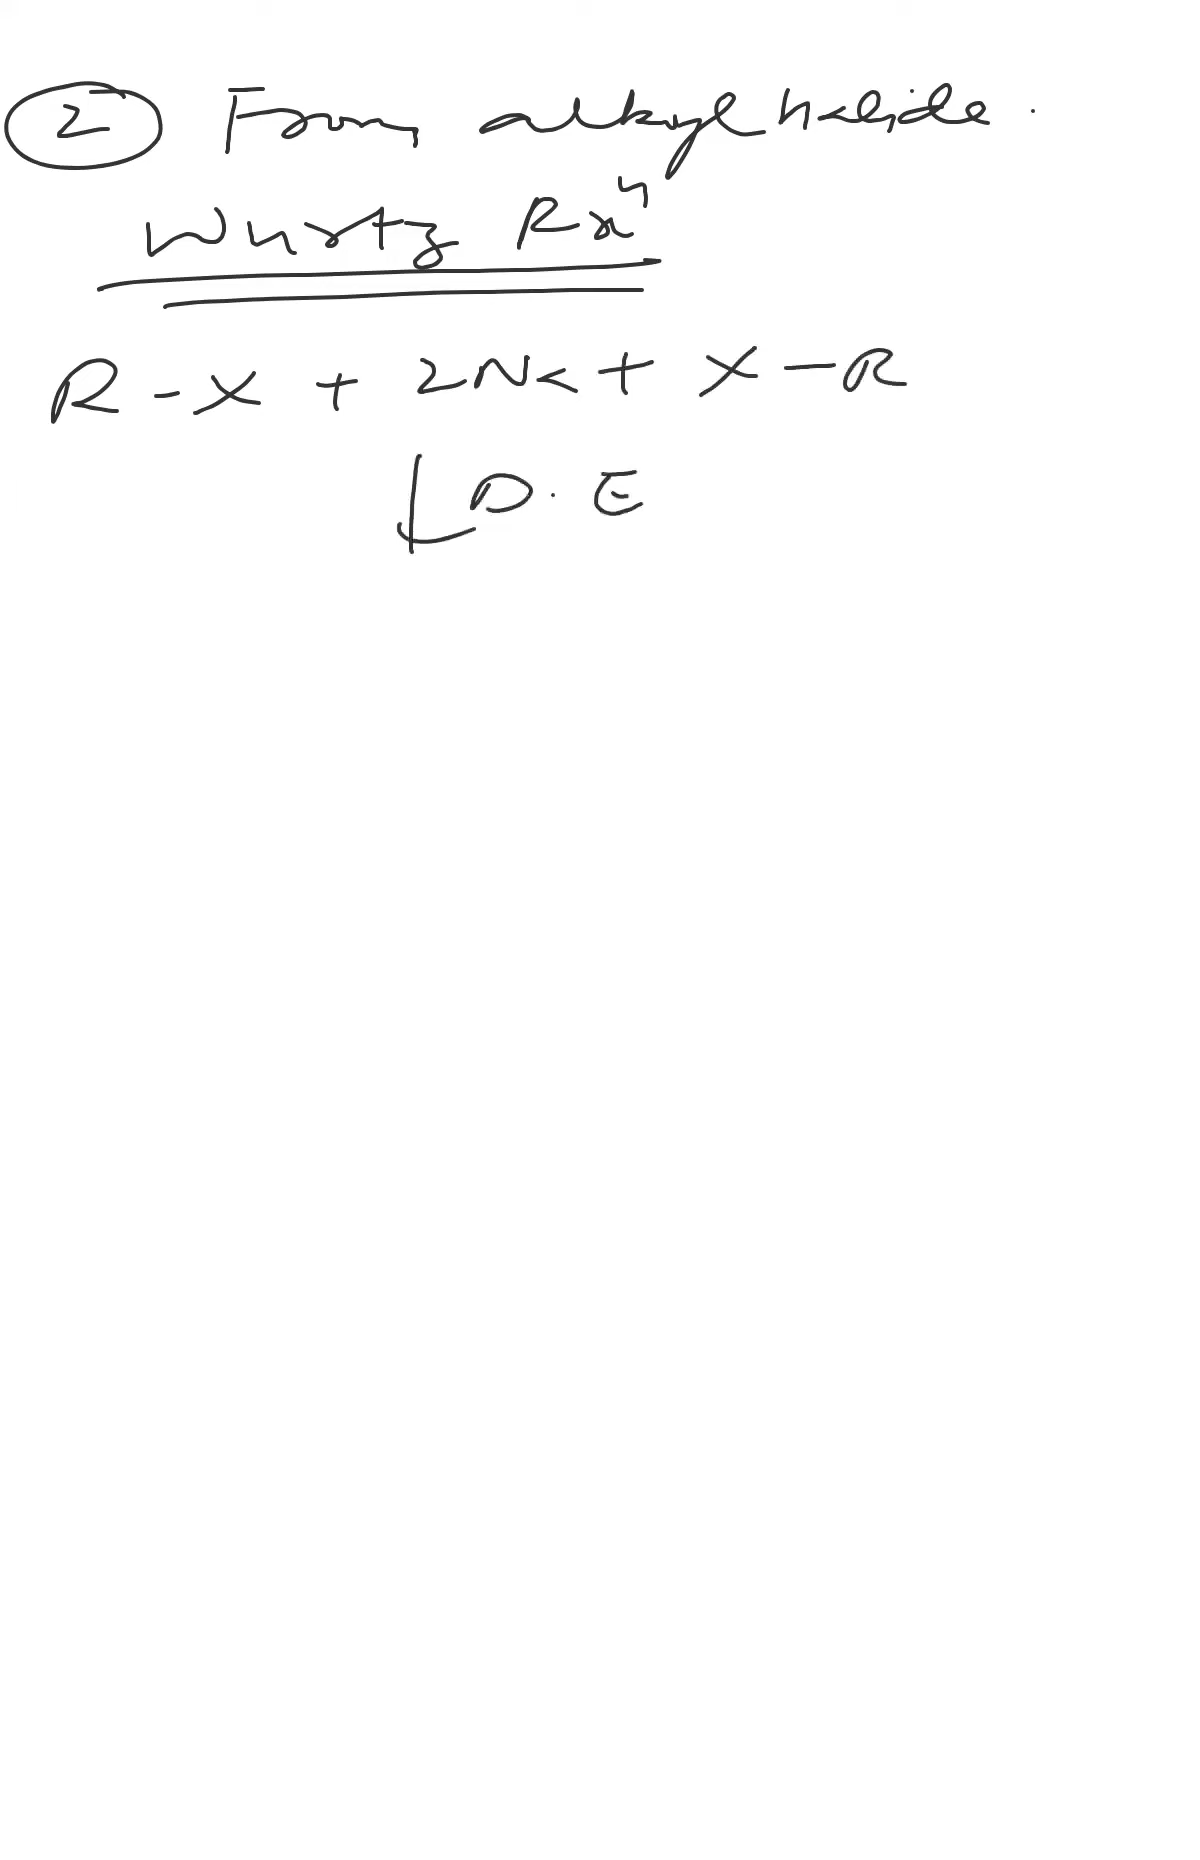 ② From alkyl halide.
Wurtz Rxⁿ
R - X + 2Na + X - R
↓ D. E